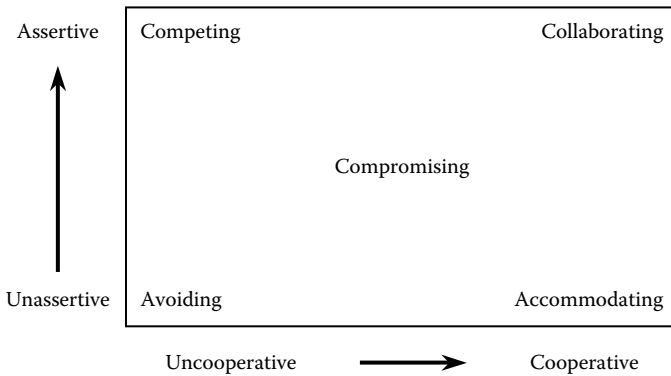 Assertive Competing Collaborating
Compromising
Unassertive Avoiding Accommodating
Uncooperative Cooperative